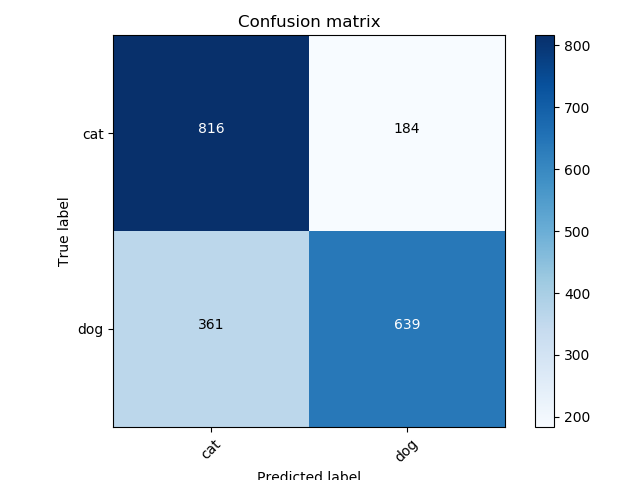 Confusion matrix
True label
cat
816
184
dog
361
639
cat
dog
Predicted label
800
700
600
500
400
300
200